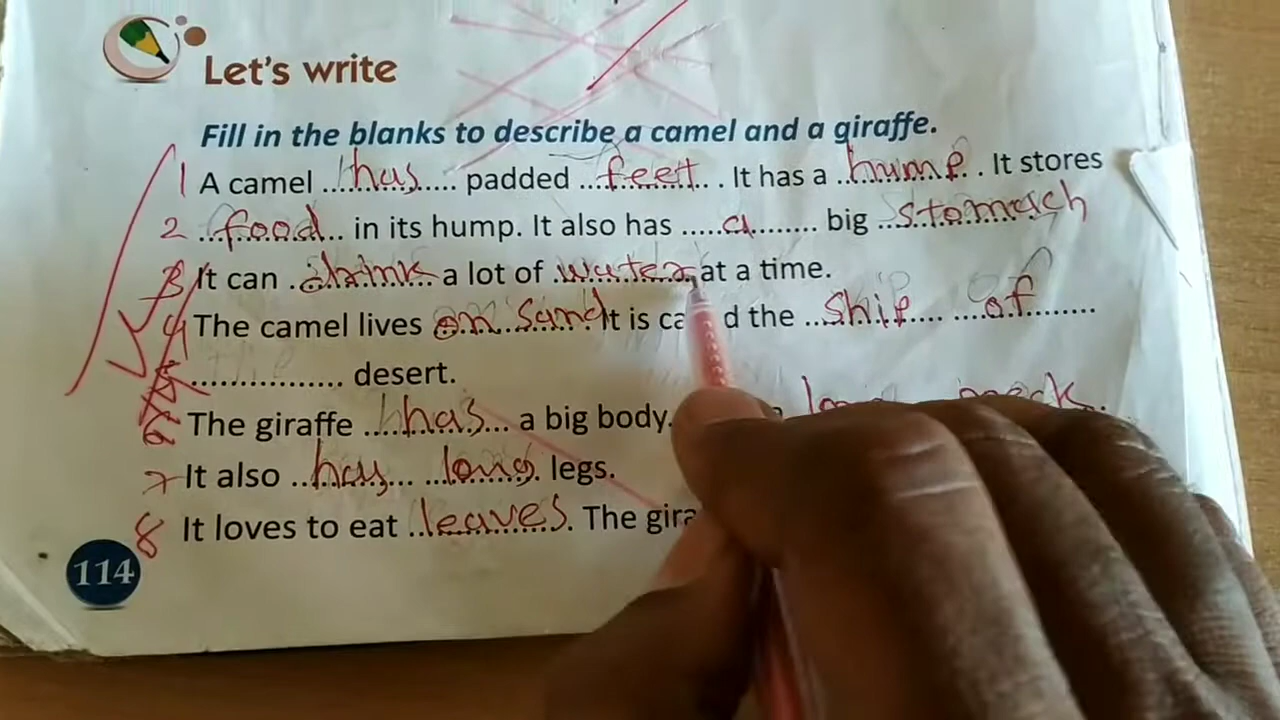 Let's write
Fill in the blanks to describe a camel and a giraffe.
1 A camel ...has... padded ...feet... . It has a ...hump... . It stores
2 ...food... in its hump. It also has ...a... big ...stomach
3 It can ...drink... a lot of ...water... at a time.
4 The camel lives on sand. It is the ...ship... ...of...
5 ............... desert.
6 The giraffe ...has... a big body. neck.
7 It also ...has... ...long... legs.
8 It loves to eat ...leaves. The
114